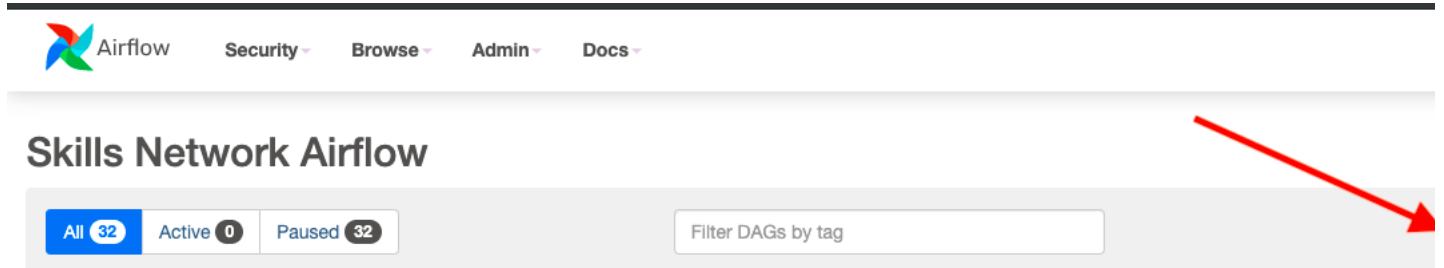 Airflow Security Browse Admin Docs
Skills Network Airflow
All 32 Active 0 Paused 32 Filter DAGs by tag